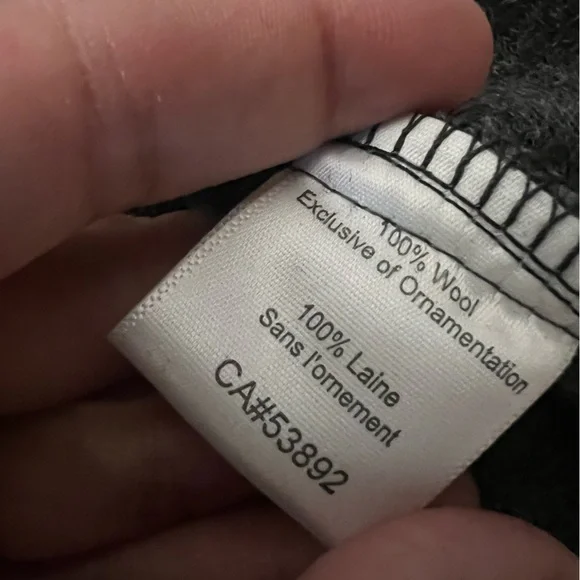 100% Wool
Exclusive of Ornamentation
100% Laine
Sans l'ornement
CA#53892